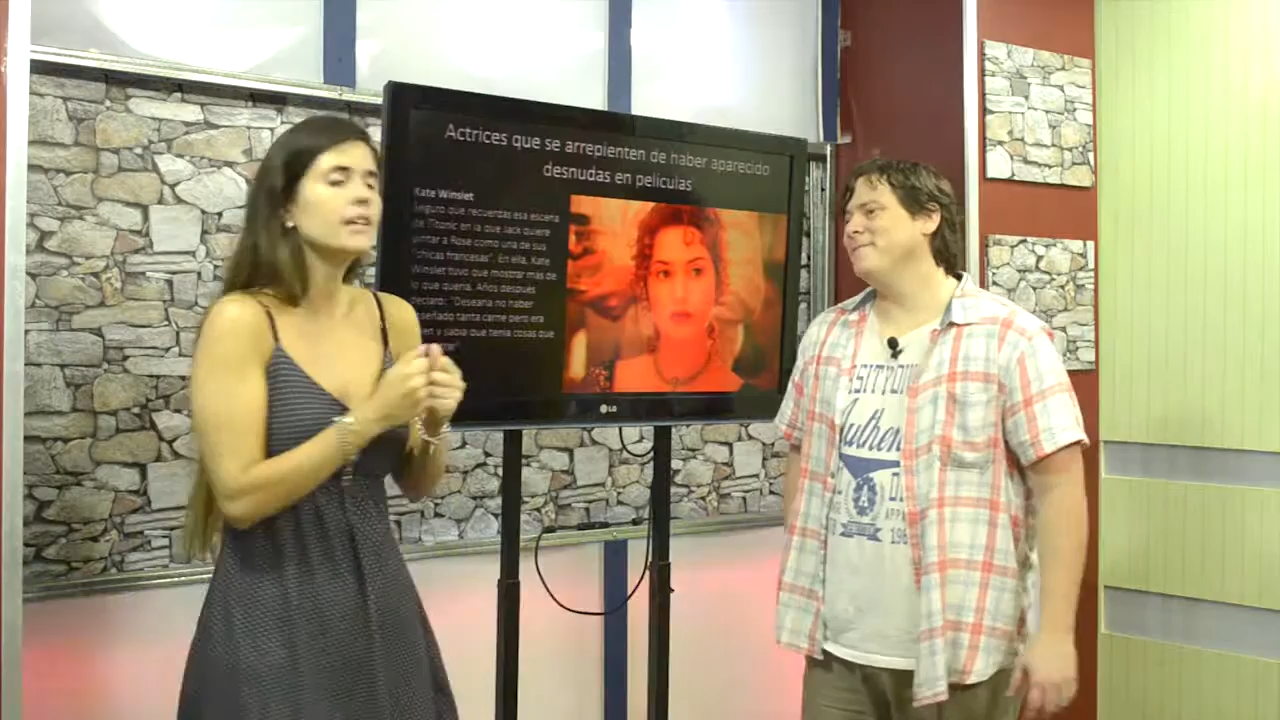 Actrices que se arrepienten de haber aparecido
desnudas en películas
Kate Winslet
Seguro que recuerdas esa escena
de Titanic en la que Jack quiere
pintar a Rose como una de sus
"chicas francesas". En ella, Kate
Winslet tuvo que mostrar más de
lo que quería. Años después
declaró: "Desearía no haber
enseñado tanta carne pero era
y sabía que tenía cosas que
LG
Authen